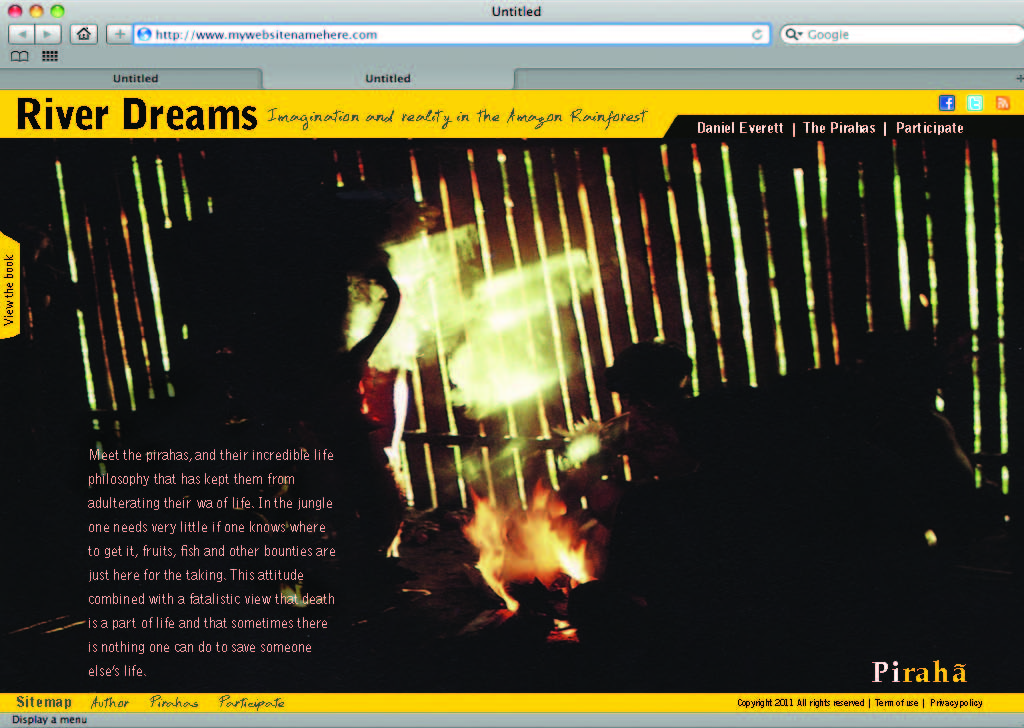 Untitled
http://www.mywebsitenamehere.com
Google
Untitled
Untitled
River Dreams Imagination and reality in the Amazon Rainforest
Daniel Everett | The Pirahas | Participate
View the book
Meet the pirahas, and their incredible life
philosophy that has kept them from
adulterating their wa of life. In the jungle
one needs very little if one knows where
to get it, fruits, fish and other bounties are
just here for the taking. This attitude
combined with a fatalistic view that death
is a part of life and that sometimes there
is nothing one can do to save someone
else's life.
Pirahã
Sitemap Author Pirahas Participate
Copyright 2011 All rights reserved | Term of use | Privacy policy
Display a menu